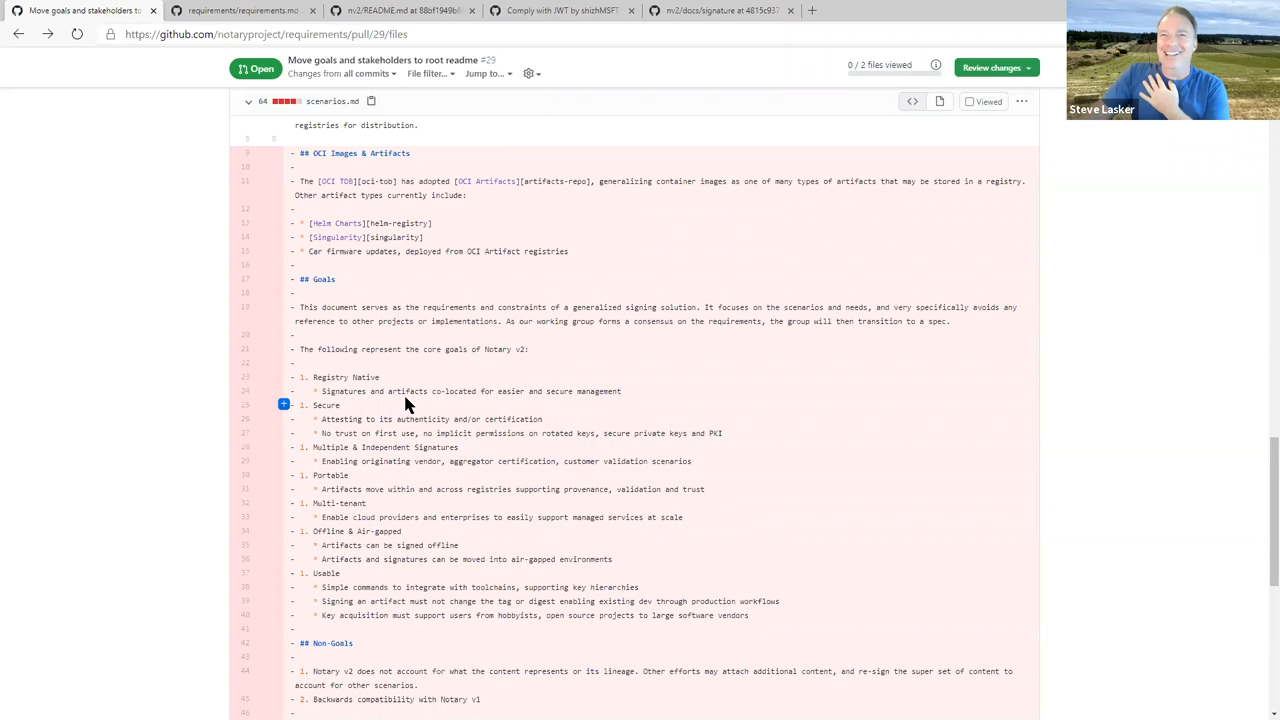 Move goals and stakeholders to
requirements/requirements.md
nv2/README.md at 88bf1949b6
Comply with JWT by shizhMSFT
nv2/docs/signature at 4815c937
https://github.com/notaryproject/requirements/pull/29/files
Open
Move goals and stakeholders to root readme #29
Changes from all commits
File filter...
Jump to...
0 / 2 files viewed
Review changes
Steve Lasker
64
scenarios.md
Viewed
registries for distribution.
8 8
9 - ## OCI Images & Artifacts
10 -
11 - The [OCI TOB][oci-tob] has adopted [OCI Artifacts][artifacts-repo], generalizing container images as one of many types of artifacts that may be stored in a registry.
Other artifact types currently include:
12 -
13 - * [Helm Charts][helm-registry]
14 - * [Singularity][singularity]
15 - * Car firmware updates, deployed from OCI Artifact registries
16 -
17 - ## Goals
18 -
19 - This document serves as the requirements and constraints of a generalized signing solution. It focuses on the scenarios and needs, and very specifically avoids any
reference to other projects or implementations. As our working group forms a consensus on the requirements, the group will then transition to a spec.
20 -
21 - The following represent the core goals of Notary v2:
22 -
23 - 1. Registry Native
24 - * Signatures and artifacts co-located for easier and secure management
25 - 1. Secure
26 - * Attesting to its authenticity and/or certification
27 - * No trust on first use, no implicit permissions on rotated keys, secure private keys and PKI
28 - 1. Multiple & Independent Signatures
29 - * Enabling originating vendor, aggregator certification, customer validation scenarios
30 - 1. Portable
31 - * Artifacts move within and across registries supporting provenance, validation and trust
32 - 1. Multi-tenant
33 - * Enable cloud providers and enterprises to easily support managed services at scale
34 - 1. Offline & Air-gapped
35 - * Artifacts can be signed offline
36 - * Artifacts and signatures can be moved into air-gapped environments
37 - 1. Usable
38 - * Simple commands to integrate with toolchains, supporting key hierarchies
39 - * Signing an artifact must not change the tag or digest enabling existing dev through production workflows
40 - * Key acquisition must support users from hobbyists, open source projects to large software vendors
41 -
42 - ## Non-Goals
43 -
44 - 1. Notary v2 does not account for what the content represents or its lineage. Other efforts may attach additional content, and re-sign the super set of content to
account for other scenarios.
45 - 2. Backwards compatibility with Notary v1
46 -